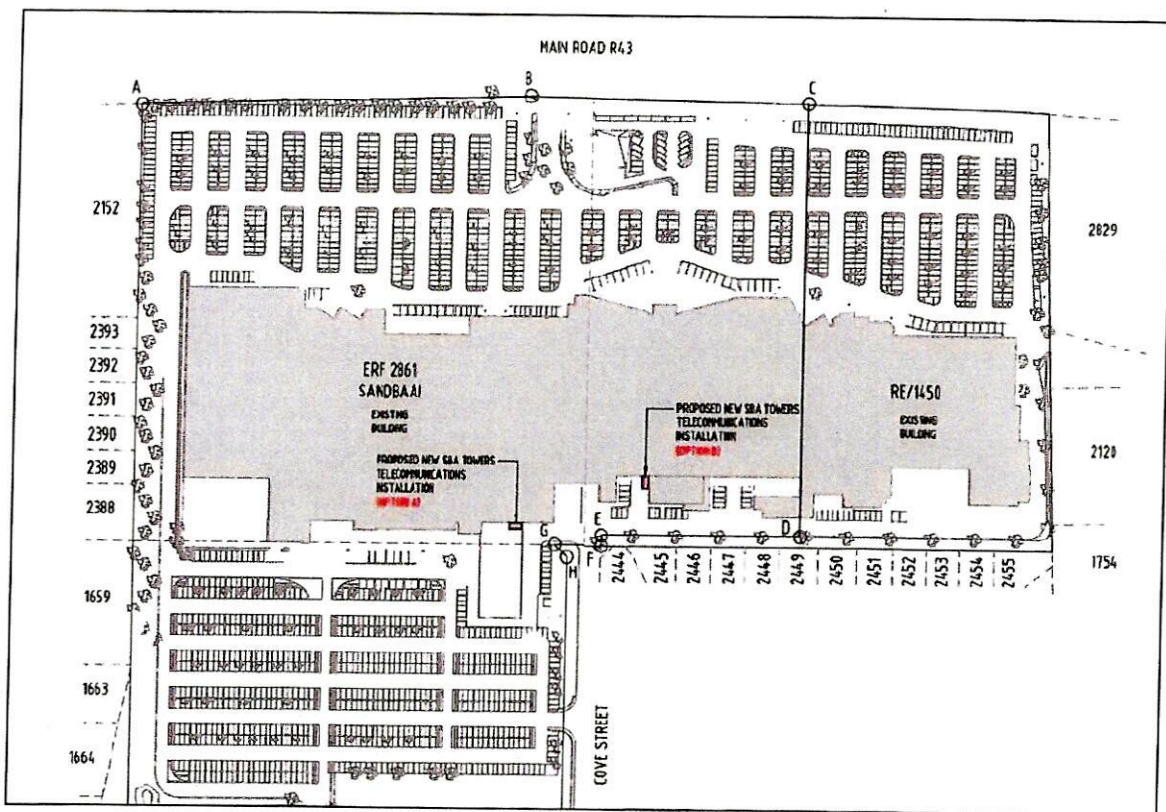 MAIN ROAD R43
A
B
C
2152
2829
2393
2392
2391
2390
2389
2388
ERF 2861
SANDBAAI
EXISTING
BUILDING
RE/1450
EXISTING
BUILDING
PROPOSED NEW SBA TOWERS
TELECOMMUNICATIONS
INSTALLATION
(OPTION B)
PROPOSED NEW SBA TOWERS
TELECOMMUNICATIONS
INSTALLATION
(OPTION A)
2120
G
E
F
H
D
2444
2445
2446
2447
2448
2449
2450
2451
2452
2453
2454
2455
1754
1659
1663
1664
COVE STREET